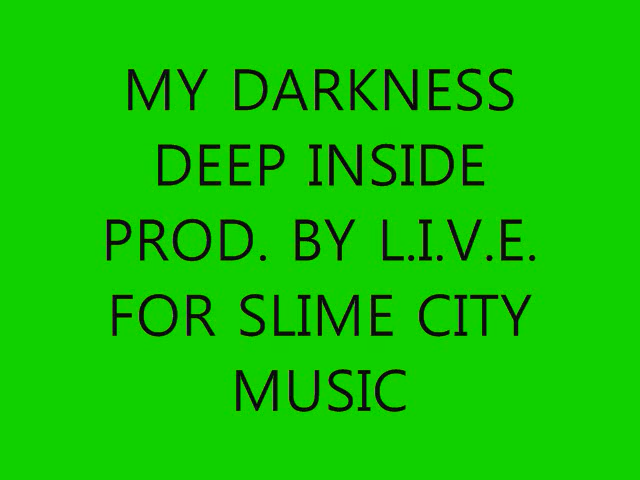 MY DARKNESS
DEEP INSIDE
PROD. BY L.I.V.E.
FOR SLIME CITY
MUSIC